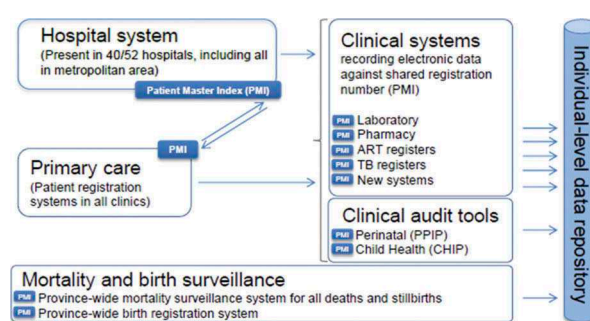 Hospital system
(Present in 40/52 hospitals, including all
in metropolitan area)
Patient Master Index (PMI)
PMI
Primary care
(Patient registration
systems in all clinics)
Clinical systems
recording electronic data
against shared registration
number (PMI)
PMI Laboratory
PMI Pharmacy
PMI ART registers
PMI TB registers
PMI New systems
Clinical audit tools
PMI Perinatal (PPIP)
PMI Child Health (CHIP)
Mortality and birth surveillance
PMI Province-wide mortality surveillance system for all deaths and stillbirths
PMI Province-wide birth registration system
Individual-level data repository